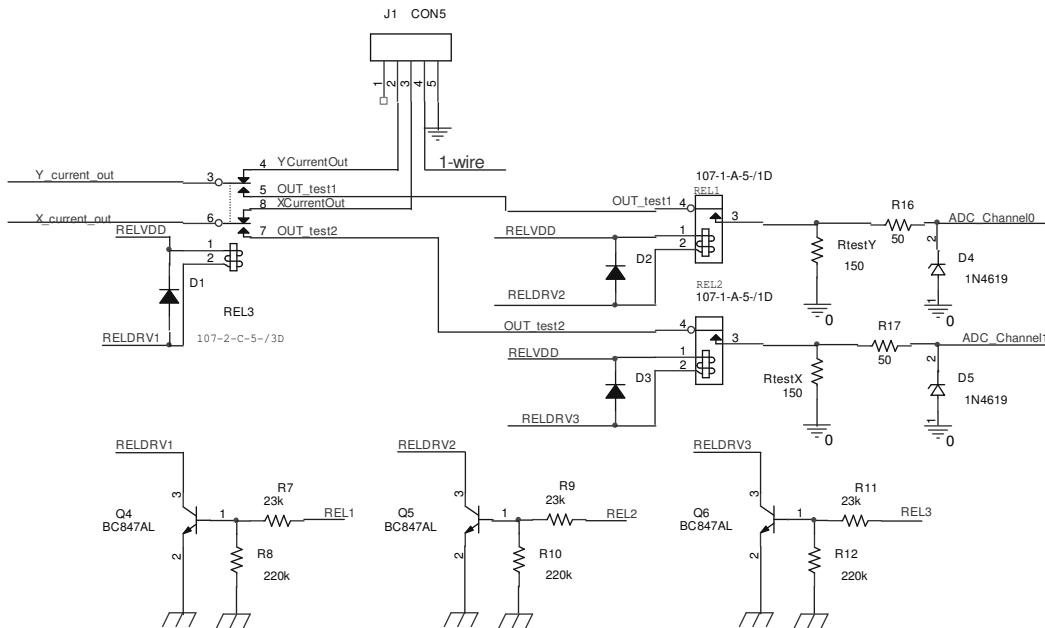 J1 CON5
1 2 3 4 5
4 YCurrentOut
1-wire
Y_current_out 3
5 OUT_test1
8 XCurrentOut
X_current_out 6
7 OUT_test2
RELVDD
1
2
D1
REL3
RELDRV1
107-2-C-5-/3D
107-1-A-5-/1D
REL1
OUT_test1 4
3
RELVDD 1
2
D2
RELDRV2
RtestY
150
0
R16
50
ADC_Channel0
2
D4
1N4619
1
0
REL2
107-1-A-5-/1D
OUT_test2 4
3
RELVDD 1
2
D3
RELDRV3
RtestX
150
0
R17
50
ADC_Channel1
2
D5
1N4619
1
0
RELDRV1
3
Q4
BC847AL
1
2
R7
23k
REL1
R8
220k
RELDRV2
3
Q5
BC847AL
1
2
R9
23k
REL2
R10
220k
RELDRV3
3
Q6
BC847AL
1
2
R11
23k
REL3
R12
220k